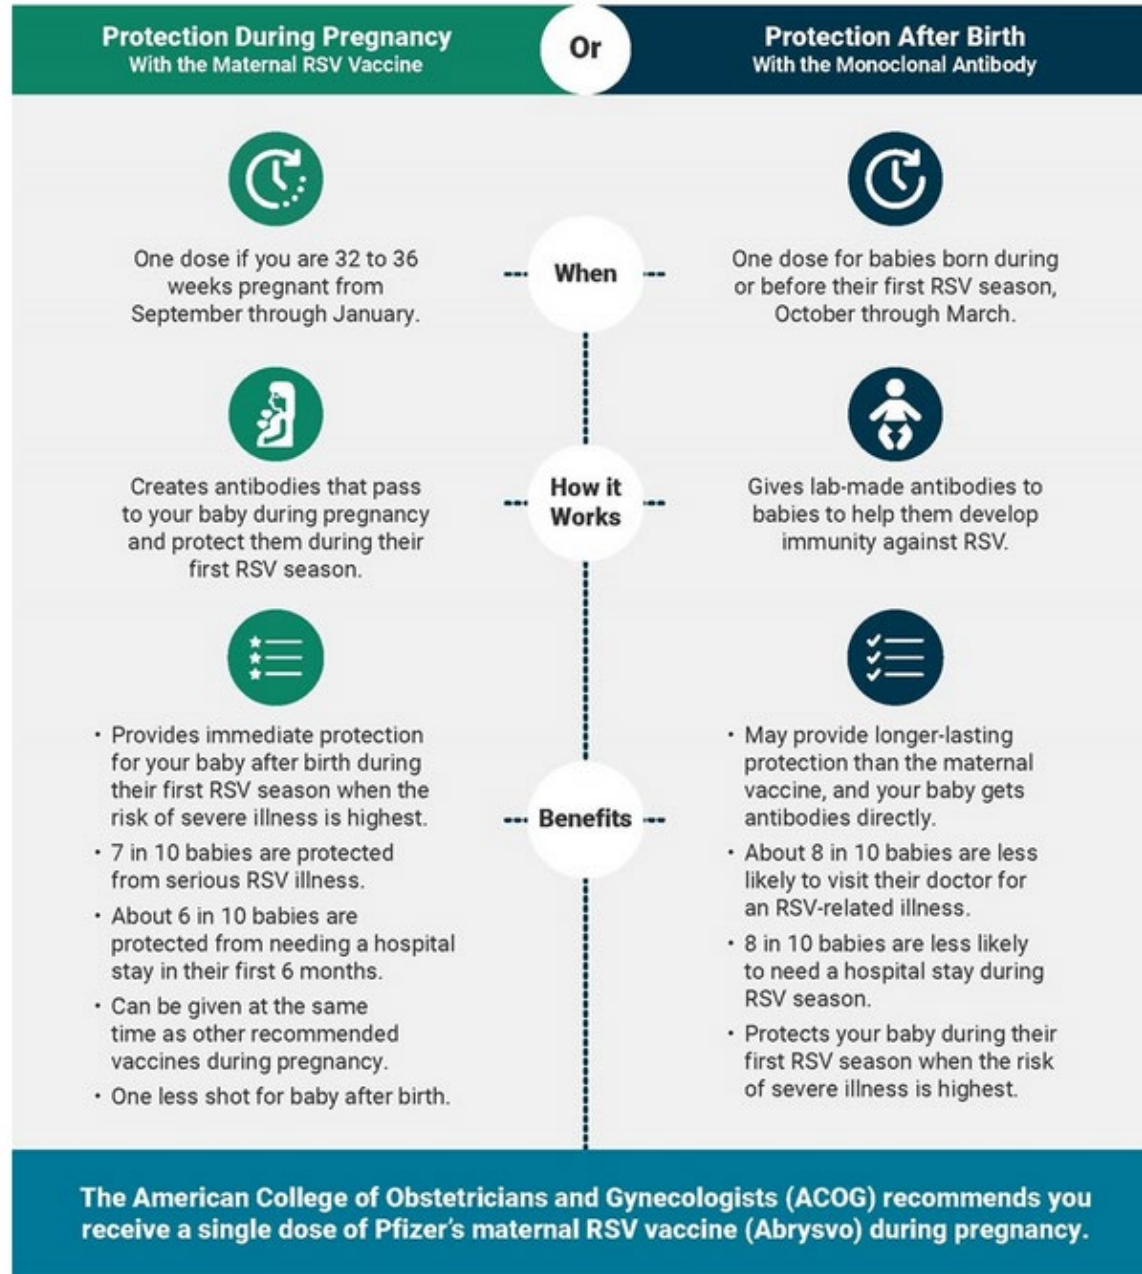 Protection During Pregnancy
With the Maternal RSV Vaccine
Or
Protection After Birth
With the Monoclonal Antibody
One dose if you are 32 to 36
weeks pregnant from
September through January.
When
One dose for babies born during
or before their first RSV season,
October through March.
Creates antibodies that pass
to your baby during pregnancy
and protect them during their
first RSV season.
How it
Works
Gives lab-made antibodies to
babies to help them develop
immunity against RSV.
• Provides immediate protection
for your baby after birth during
their first RSV season when the
risk of severe illness is highest.
• 7 in 10 babies are protected
from serious RSV illness.
• About 6 in 10 babies are
protected from needing a hospital
stay in their first 6 months.
• Can be given at the same
time as other recommended
vaccines during pregnancy.
• One less shot for baby after birth.
Benefits
• May provide longer-lasting
protection than the maternal
vaccine, and your baby gets
antibodies directly.
• About 8 in 10 babies are less
likely to visit their doctor for
an RSV-related illness.
• 8 in 10 babies are less likely
to need a hospital stay during
RSV season.
• Protects your baby during their
first RSV season when the risk
of severe illness is highest.
The American College of Obstetricians and Gynecologists (ACOG) recommends you
receive a single dose of Pfizer's maternal RSV vaccine (Abrysvo) during pregnancy.